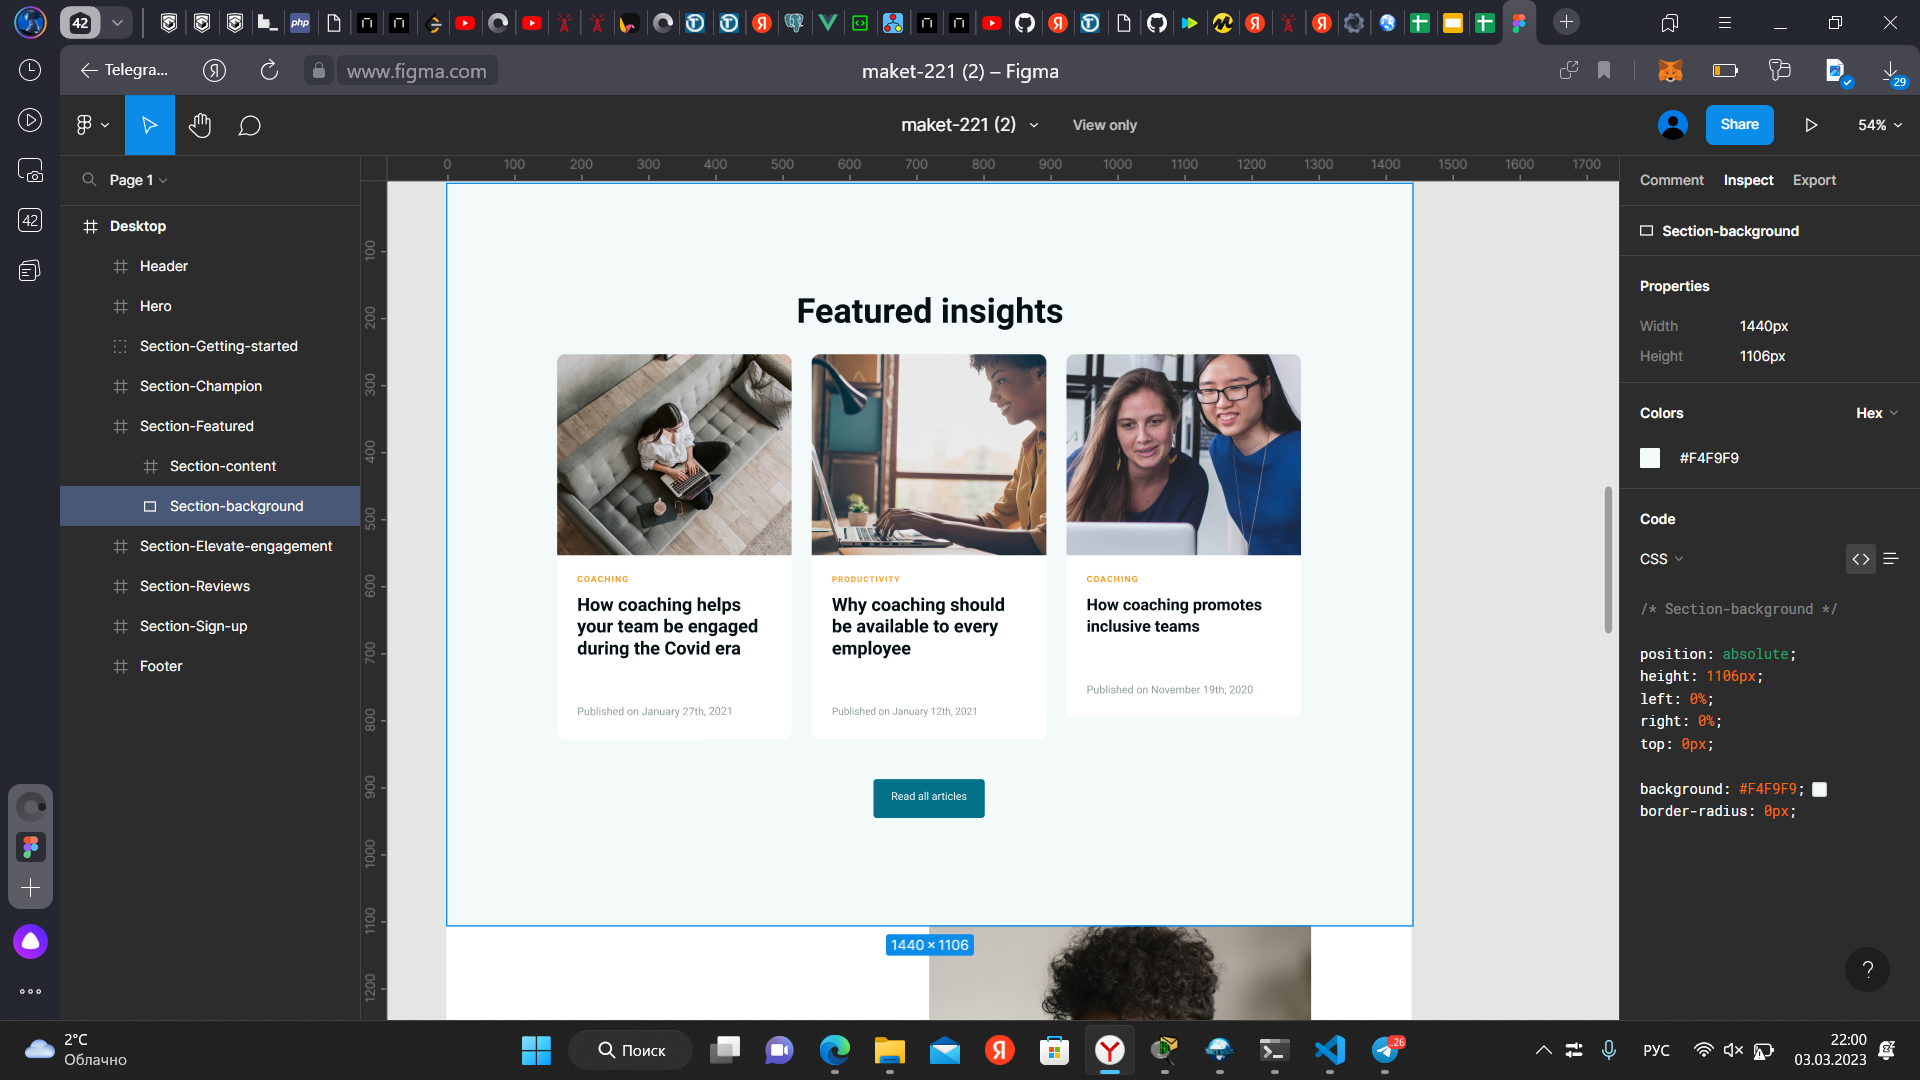 42
php
Telegra...
www.figma.com
maket-221 (2) – Figma
29
maket-221 (2)
View only
Share
54%
Page 1
0 100 200 300 400 500 600 700 800 900 1000 1100 1200 1300 1400 1500 1600 1700
Comment Inspect Export
42
Desktop
Header
Hero
Section-Getting-started
Section-Champion
Section-Featured
Section-content
Section-background
Section-Elevate-engagement
Section-Reviews
Section-Sign-up
Footer
100
200
300
400
500
600
700
800
900
1000
1100
1200
Featured insights
COACHING
How coaching helps
your team be engaged
during the Covid era
Published on January 27th, 2021
PRODUCTIVITY
Why coaching should
be available to every
employee
Published on January 12th, 2021
COACHING
How coaching promotes
inclusive teams
Published on November 19th, 2020
Read all articles
1440 × 1106
Section-background
Properties
Width 1440px
Height 1106px
Colors Hex
#F4F9F9
Code
CSS
/* Section-background */
position: absolute;
height: 1106px;
left: 0%;
right: 0%;
top: 0px;
background: #F4F9F9;
border-radius: 0px;
?
2°C
Облачно
Поиск
..26
РУС
22:00
03.03.2023